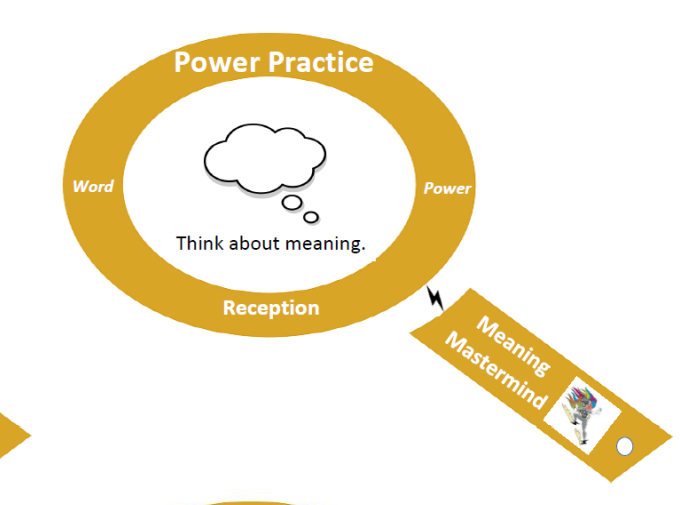 Power Practice
Word
Power
Think about meaning.
Reception
Meaning
Mastermind